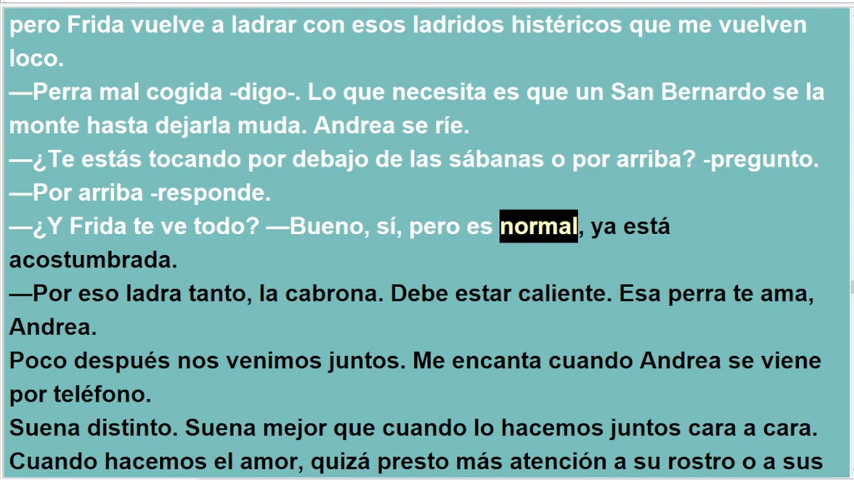 pero Frida vuelve a ladrar con esos ladridos histéricos que me vuelven
loco.
—Perra mal cogida -digo-. Lo que necesita es que un San Bernardo se la
monte hasta dejarla muda. Andrea se ríe.
—¿Te estás tocando por debajo de las sábanas o por arriba? -pregunto.
—Por arriba -responde.
—¿Y Frida te ve todo? —Bueno, sí, pero es normal, ya está
acostumbrada.
—Por eso ladra tanto, la cabrona. Debe estar caliente. Esa perra te ama,
Andrea.
Poco después nos venimos juntos. Me encanta cuando Andrea se viene
por teléfono.
Suena distinto. Suena mejor que cuando lo hacemos juntos cara a cara.
Cuando hacemos el amor, quizá presto más atención a su rostro o a sus